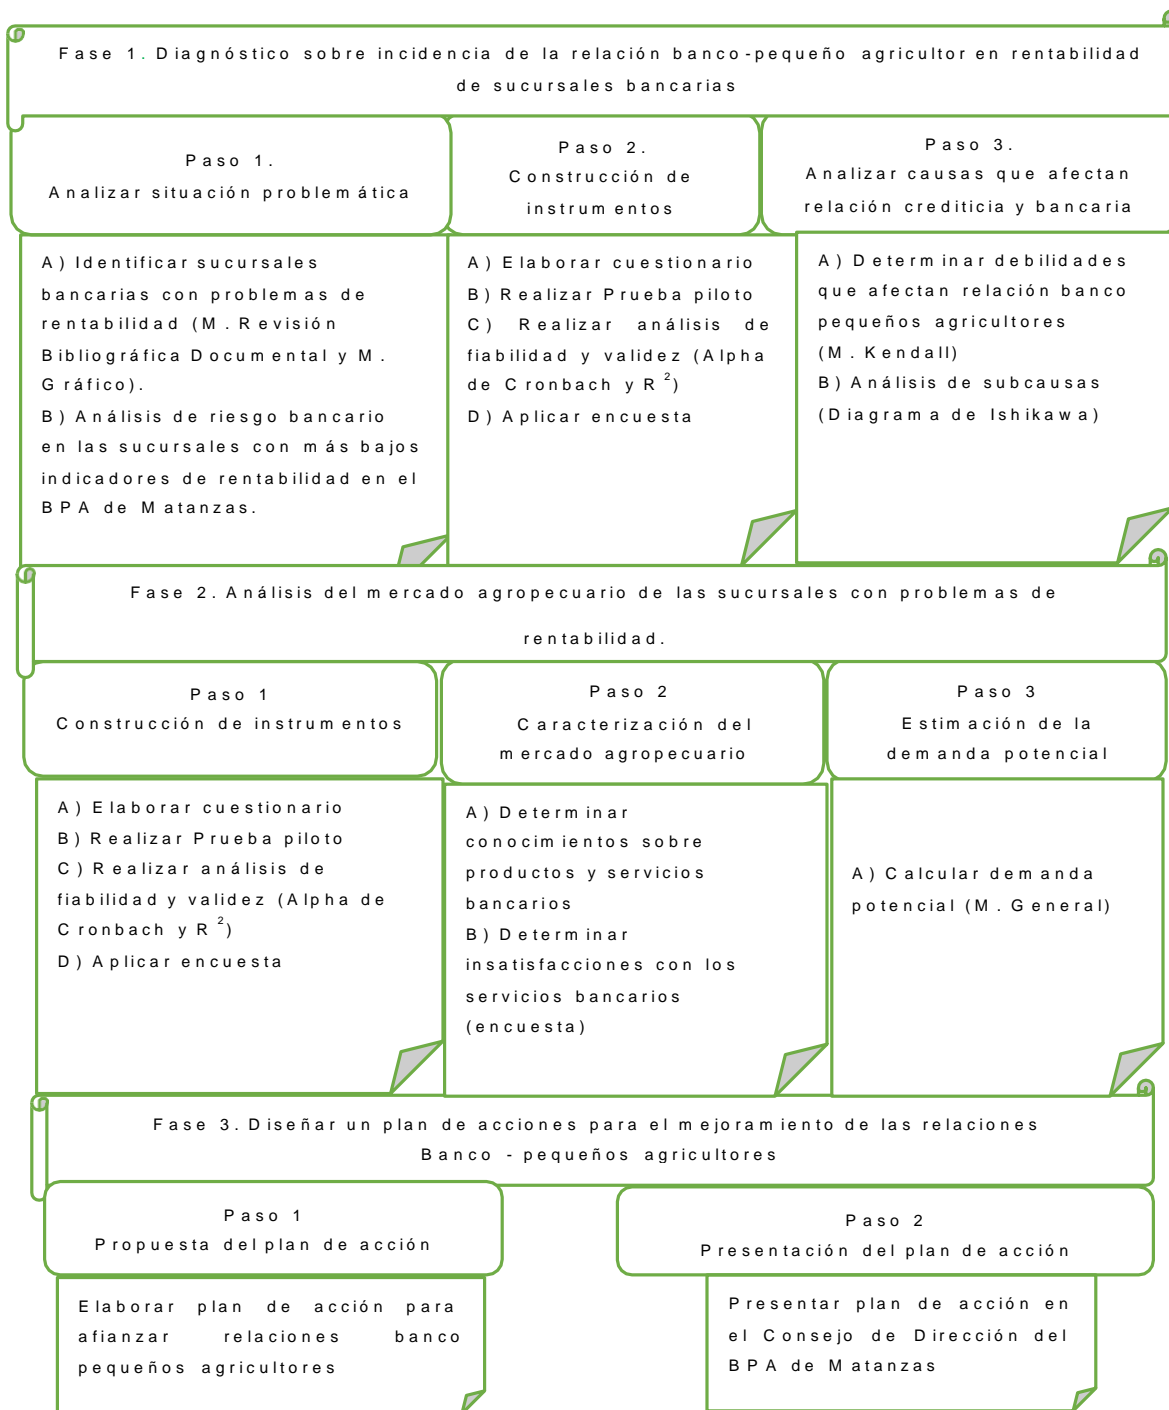 Fase 1. Diagnóstico sobre incidencia de la relación banco-pequeño agricultor en rentabilidad
de sucursales bancarias
Paso 1.
Analizar situación problemática
Paso 2.
Construcción de
instrumentos
Paso 3.
Analizar causas que afectan
relación crediticia y bancaria
A) Identificar sucursales
bancarias con problemas de
rentabilidad (M. Revisión
Bibliográfica Documental y M.
Gráfico).
B) Análisis de riesgo bancario
en las sucursales con más bajos
indicadores de rentabilidad en el
BPA de Matanzas.
A) Elaborar cuestionario
B) Realizar Prueba piloto
C) Realizar análisis de
fiabilidad y validez (Alpha
de Cronbach y R²)
D) Aplicar encuesta
A) Determinar debilidades
que afectan relación banco
pequeños agricultores
(M. Kendall)
B) Análisis de subcausas
(Diagrama de Ishikawa)
Fase 2. Análisis del mercado agropecuario de las sucursales con problemas de
rentabilidad.
Paso 1
Construcción de instrumentos
Paso 2
Caracterización del
mercado agropecuario
Paso 3
Estimación de la
demanda potencial
A) Elaborar cuestionario
B) Realizar Prueba piloto
C) Realizar análisis de
fiabilidad y validez (Alpha de
Cronbach y R²)
D) Aplicar encuesta
A) Determinar
conocimientos sobre
productos y servicios
bancarios
B) Determinar
insatisfacciones con los
servicios bancarios
(encuesta)
A) Calcular demanda
potencial (M. General)
Fase 3. Diseñar un plan de acciones para el mejoramiento de las relaciones
Banco - pequeños agricultores
Paso 1
Propuesta del plan de acción
Paso 2
Presentación del plan de acción
Elaborar plan de acción para
afianzar relaciones banco
pequeños agricultores
Presentar plan de acción en
el Consejo de Dirección del
BPA de Matanzas